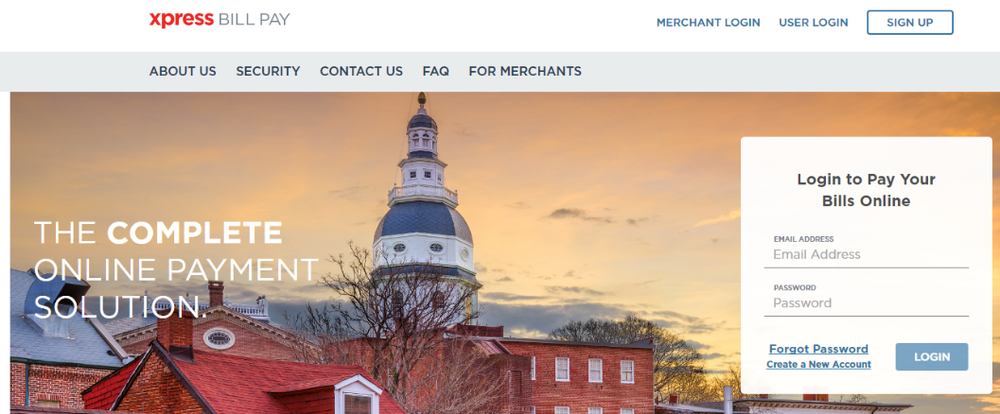 xpress BILL PAY
MERCHANT LOGIN USER LOGIN SIGN UP
ABOUT US SECURITY CONTACT US FAQ FOR MERCHANTS
THE COMPLETE
ONLINE PAYMENT
SOLUTION.
Login to Pay Your
Bills Online
EMAIL ADDRESS
Email Address
PASSWORD
Password
Forgot Password
Create a New Account
LOGIN